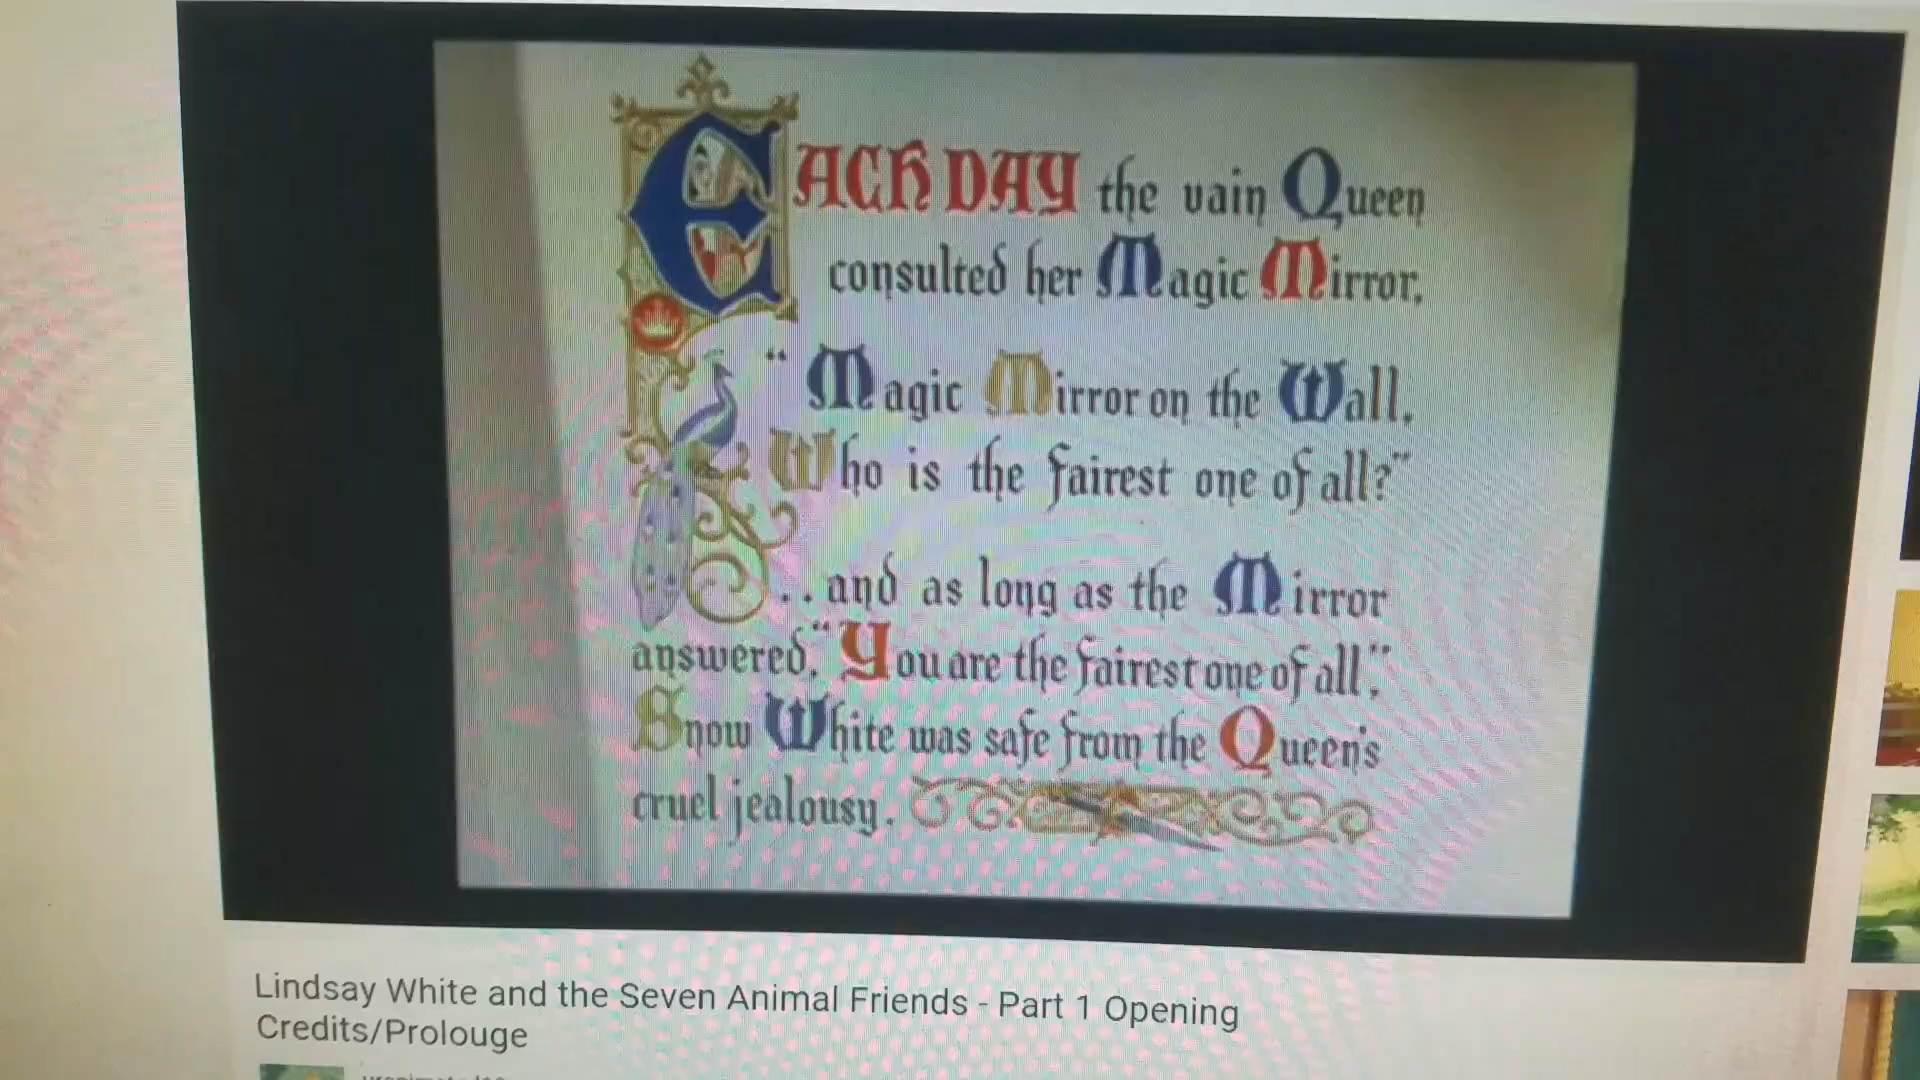 EACH DAY the vain Queen
consulted her Magic Mirror,
"Magic Mirror on the Wall,
Who is the fairest one of all?"
..and as long as the Mirror
answered, "You are the fairest one of all",
Snow White was safe from the Queen's
cruel jealousy.
Lindsay White and the Seven Animal Friends - Part 1 Opening
Credits/Prolouge